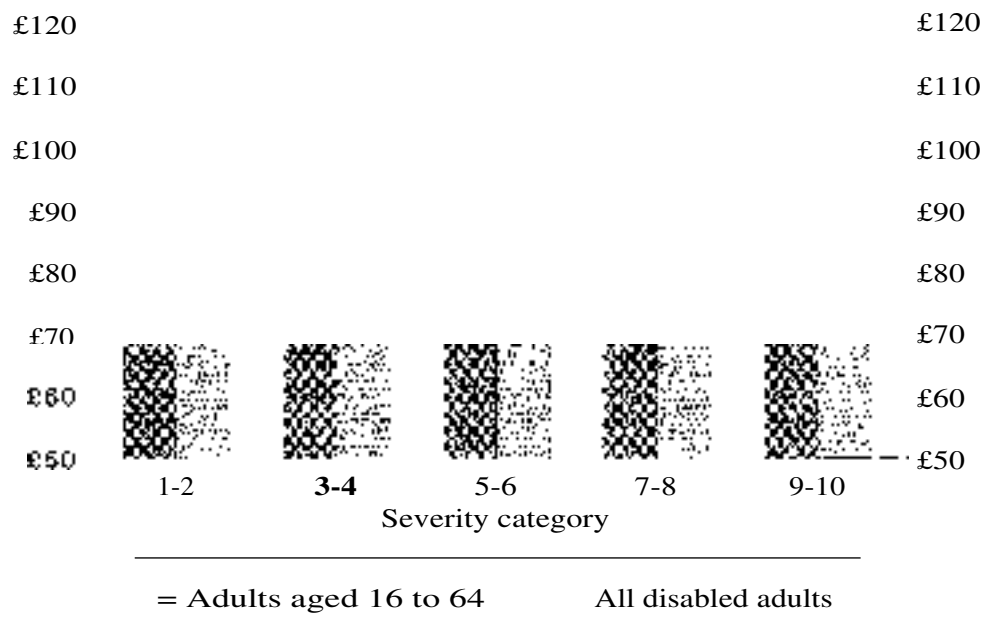 £120 £120
£110 £110
£100 £100
£90 £90
£80 £80
£70 £70
£60 £60
£50 £50
1-2 3-4 5-6 7-8 9-10
Severity category
= Adults aged 16 to 64 All disabled adults